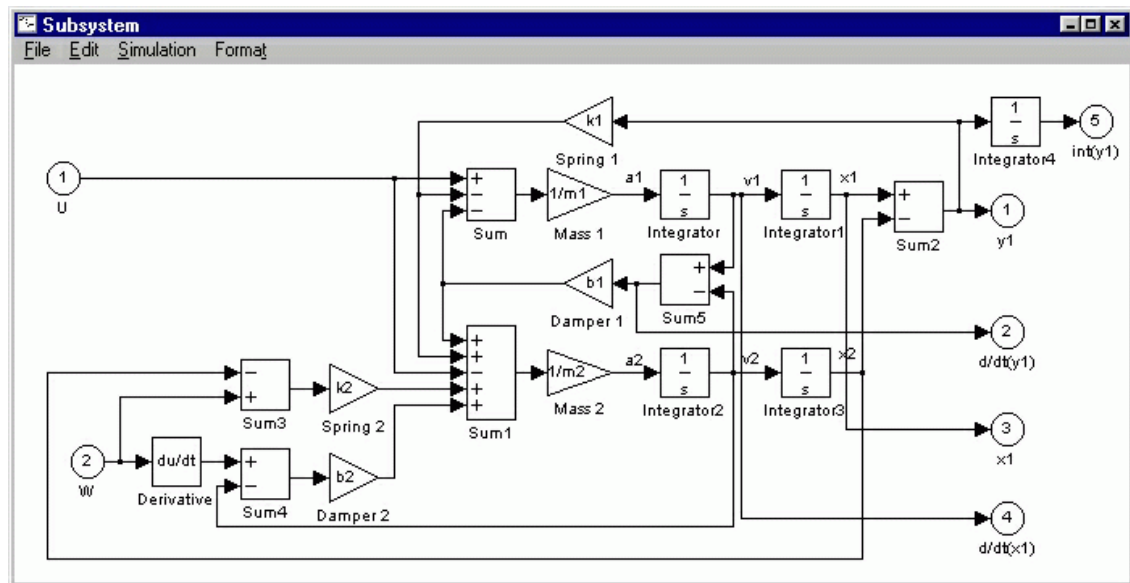 Subsystem
File Edit Simulation Format
k1
Spring 1
1
s
Integrator4
5
int(y1)
1
U
+
−
−
Sum
1/m1
Mass 1
a1
1
s
Integrator
v1
1
s
Integrator1
x1
+
−
Sum2
1
y1
b1
Damper 1
+
−
Sum5
2
d/dt(y1)
+
+
−
+
+
Sum1
1/m2
Mass 2
a2
1
s
Integrator2
v2
1
s
Integrator3
x2
−
+
Sum3
k2
Spring 2
3
x1
2
W
du/dt
Derivative
+
−
Sum4
b2
Damper 2
4
d/dt(x1)